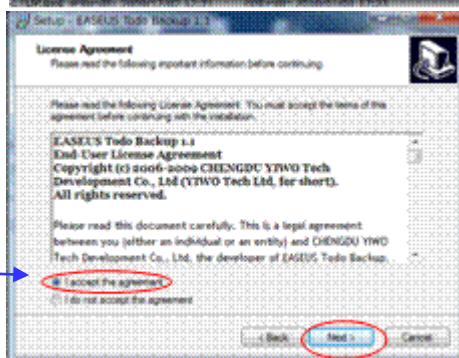 Setup - EASEUS Todo Backup 1.1
License Agreement
Please read the following important information before continuing.
Please read the following License Agreement. You must accept the terms of this
agreement before continuing with the installation.
EASEUS Todo Backup 1.1
End-User License Agreement
Copyright (c) 2006-2009 CHENGDU YIWO Tech
Development Co., Ltd (YIWO Tech Ltd, for short).
All rights reserved.
Please read this document carefully. This is a legal agreement
between you (either an individual or an entity) and CHENGDU YIWO
Tech Development Co., Ltd, the developer of EASEUS Todo Backup.
I accept the agreement
I do not accept the agreement
< Back
Next >
Cancel